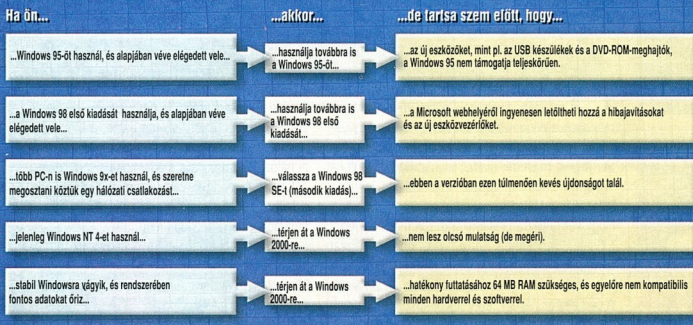 Ha ön...
...akkor...
...de tartsa szem előtt, hogy...
...Windows 95-öt használ, és alapjában véve elégedett vele...
...használja továbbra is
a Windows 95-öt...
...az új eszközöket, mint pl. az USB készülékek és a DVD-ROM-meghajtók,
a Windows 95 nem támogatja teljeskörűen.
...a Windows 98 első kiadását használja, és alapjában véve
elégedett vele...
...használja továbbra is
a Windows 98 első
kiadását...
...a Microsoft webhelyéről ingyenesen letöltheti hozzá a hibajavításokat
és az új eszközvezérlőket.
...több PC-n is Windows 9x-et használ, és szeretne
megosztani köztük egy hálózati csatlakozást...
...válassza a Windows 98
SE-t (második kiadás)...
...ebben a verzióban ezen túlmenően kevés újdonságot talál.
...jelenleg Windows NT 4-et használ...
...térjen át a Windows
2000-re...
...nem lesz olcsó mulatság (de megéri).
...stabil Windowsra vágyik, és rendszerében
fontos adatokat őriz...
...térjen át a Windows
2000-re...
...hatékony futtatásához 64 MB RAM szükséges, és egyelőre nem kompatibilis
minden hardverrel és szoftverrel.